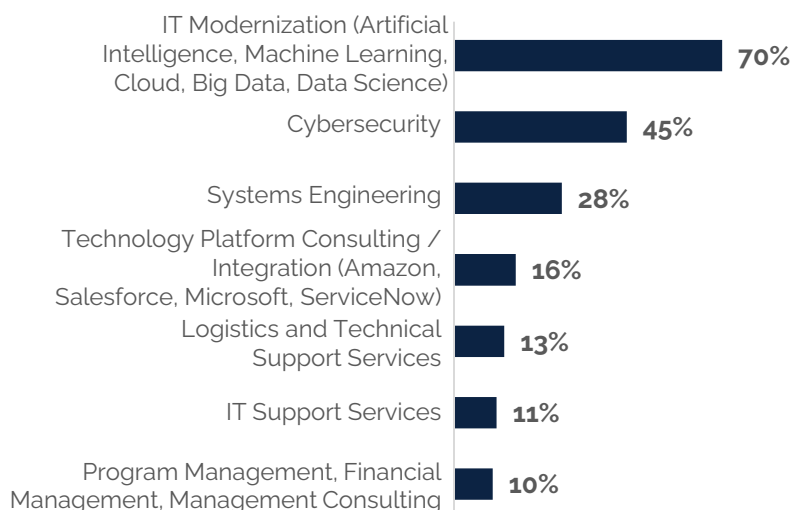 IT Modernization (Artificial
Intelligence, Machine Learning,
Cloud, Big Data, Data Science)
70%
Cybersecurity
45%
Systems Engineering
28%
Technology Platform Consulting /
Integration (Amazon,
Salesforce, Microsoft, ServiceNow)
16%
Logistics and Technical
Support Services
13%
IT Support Services
11%
Program Management, Financial
Management, Management Consulting
10%